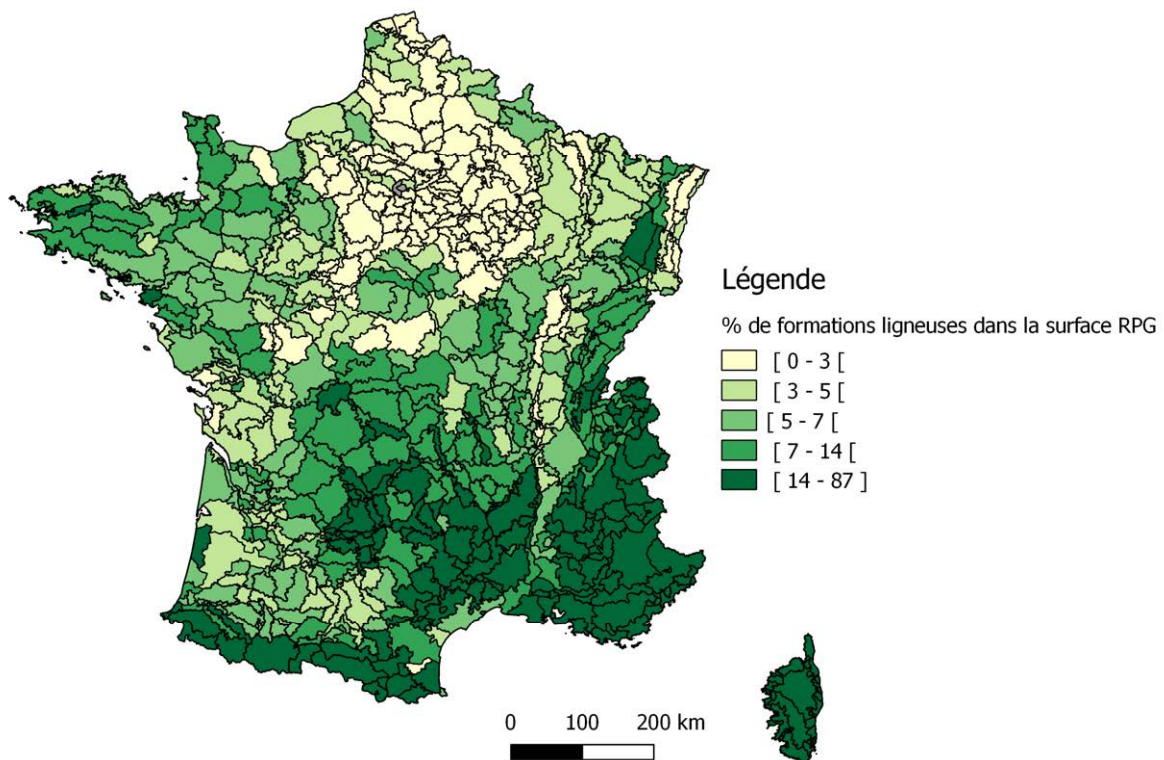 Légende
% de formations ligneuses dans la surface RPG
[ 0 - 3 [
[ 3 - 5 [
[ 5 - 7 [
[ 7 - 14 [
[ 14 - 87 ]
0 100 200 km